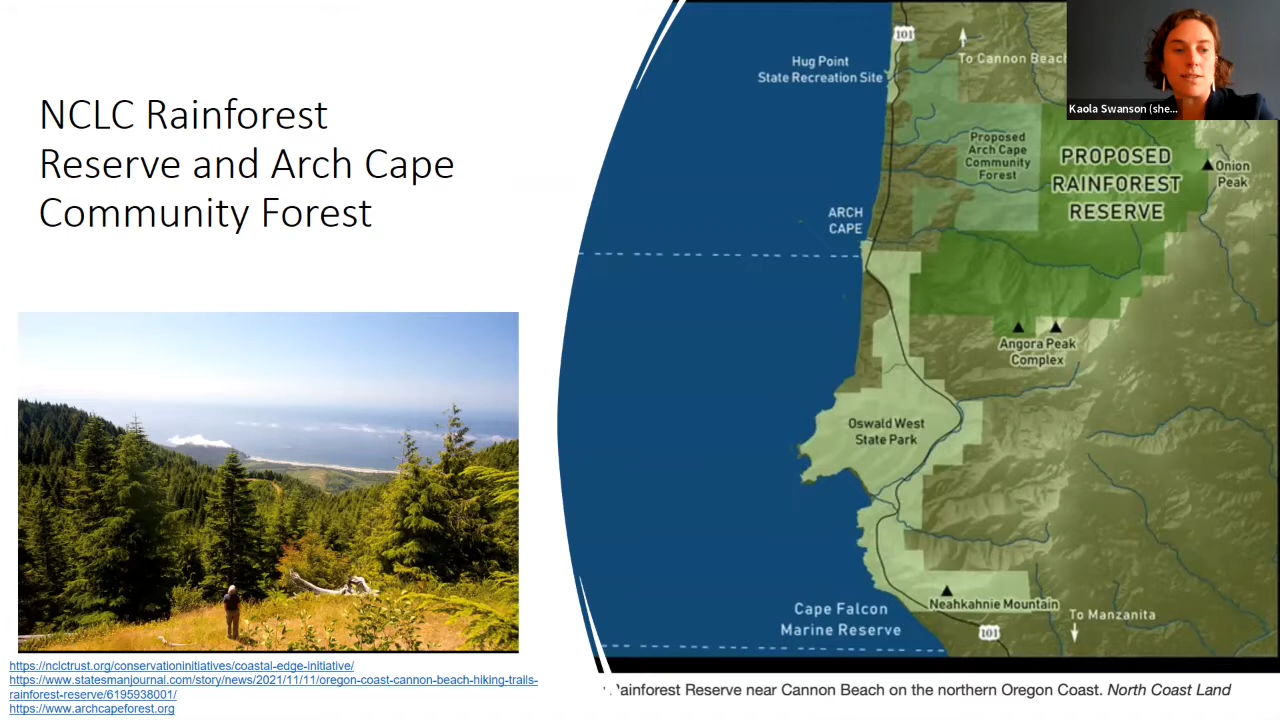 NCLC Rainforest
Reserve and Arch Cape
Community Forest
https://nclctrust.org/conservationinitiatives/coastal-edge-initiative/
https://www.statesmanjournal.com/story/news/2021/11/11/oregon-coast-cannon-beach-hiking-trails-
rainforest-reserve/6195938001/
https://www.archcapeforest.org
101
To Cannon Beach
Hug Point
State Recreation Site
Proposed
Arch Cape
Community
Forest
PROPOSED
RAINFOREST
RESERVE
Onion
Peak
ARCH
CAPE
Angora Peak
Complex
Oswald West
State Park
Neahkahnie Mountain
Cape Falcon
Marine Reserve
To Manzanita
101
Rainforest Reserve near Cannon Beach on the northern Oregon Coast. North Coast Land
Kaola Swanson (she...